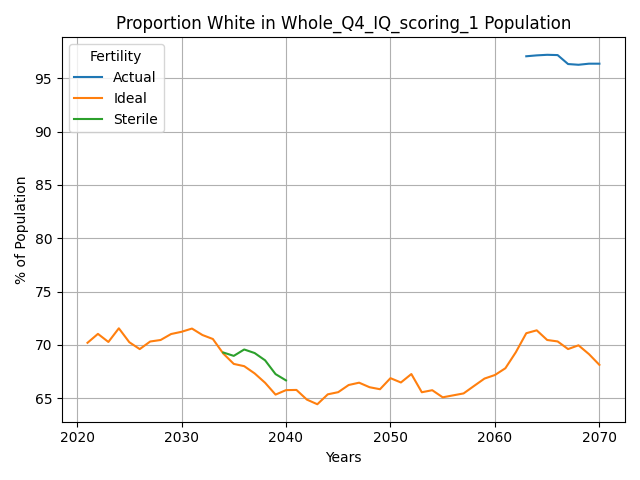 Proportion White in Whole_Q4_IQ_scoring_1 Population
Fertility
Actual
Ideal
Sterile
% of Population
95
90
85
80
75
70
65
2020
2030
2040
2050
2060
2070
Years